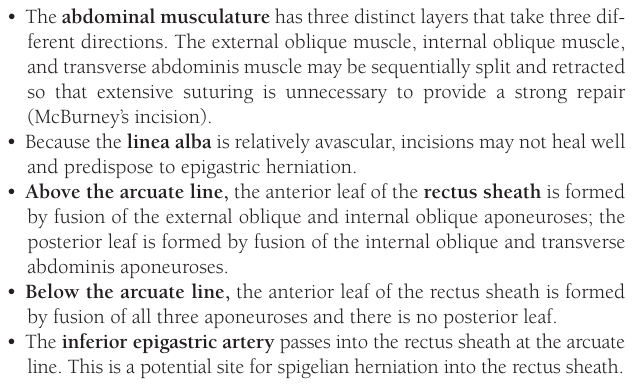 • The abdominal musculature has three distinct layers that take three dif-
ferent directions. The external oblique muscle, internal oblique muscle,
and transverse abdominis muscle may be sequentially split and retracted
so that extensive suturing is unnecessary to provide a strong repair
(McBurney's incision).
• Because the linea alba is relatively avascular, incisions may not heal well
and predispose to epigastric herniation.
• Above the arcuate line, the anterior leaf of the rectus sheath is formed
by fusion of the external oblique and internal oblique aponeuroses; the
posterior leaf is formed by fusion of the internal oblique and transverse
abdominis aponeuroses.
• Below the arcuate line, the anterior leaf of the rectus sheath is formed
by fusion of all three aponeuroses and there is no posterior leaf.
• The inferior epigastric artery passes into the rectus sheath at the arcuate
line. This is a potential site for spigelian herniation into the rectus sheath.